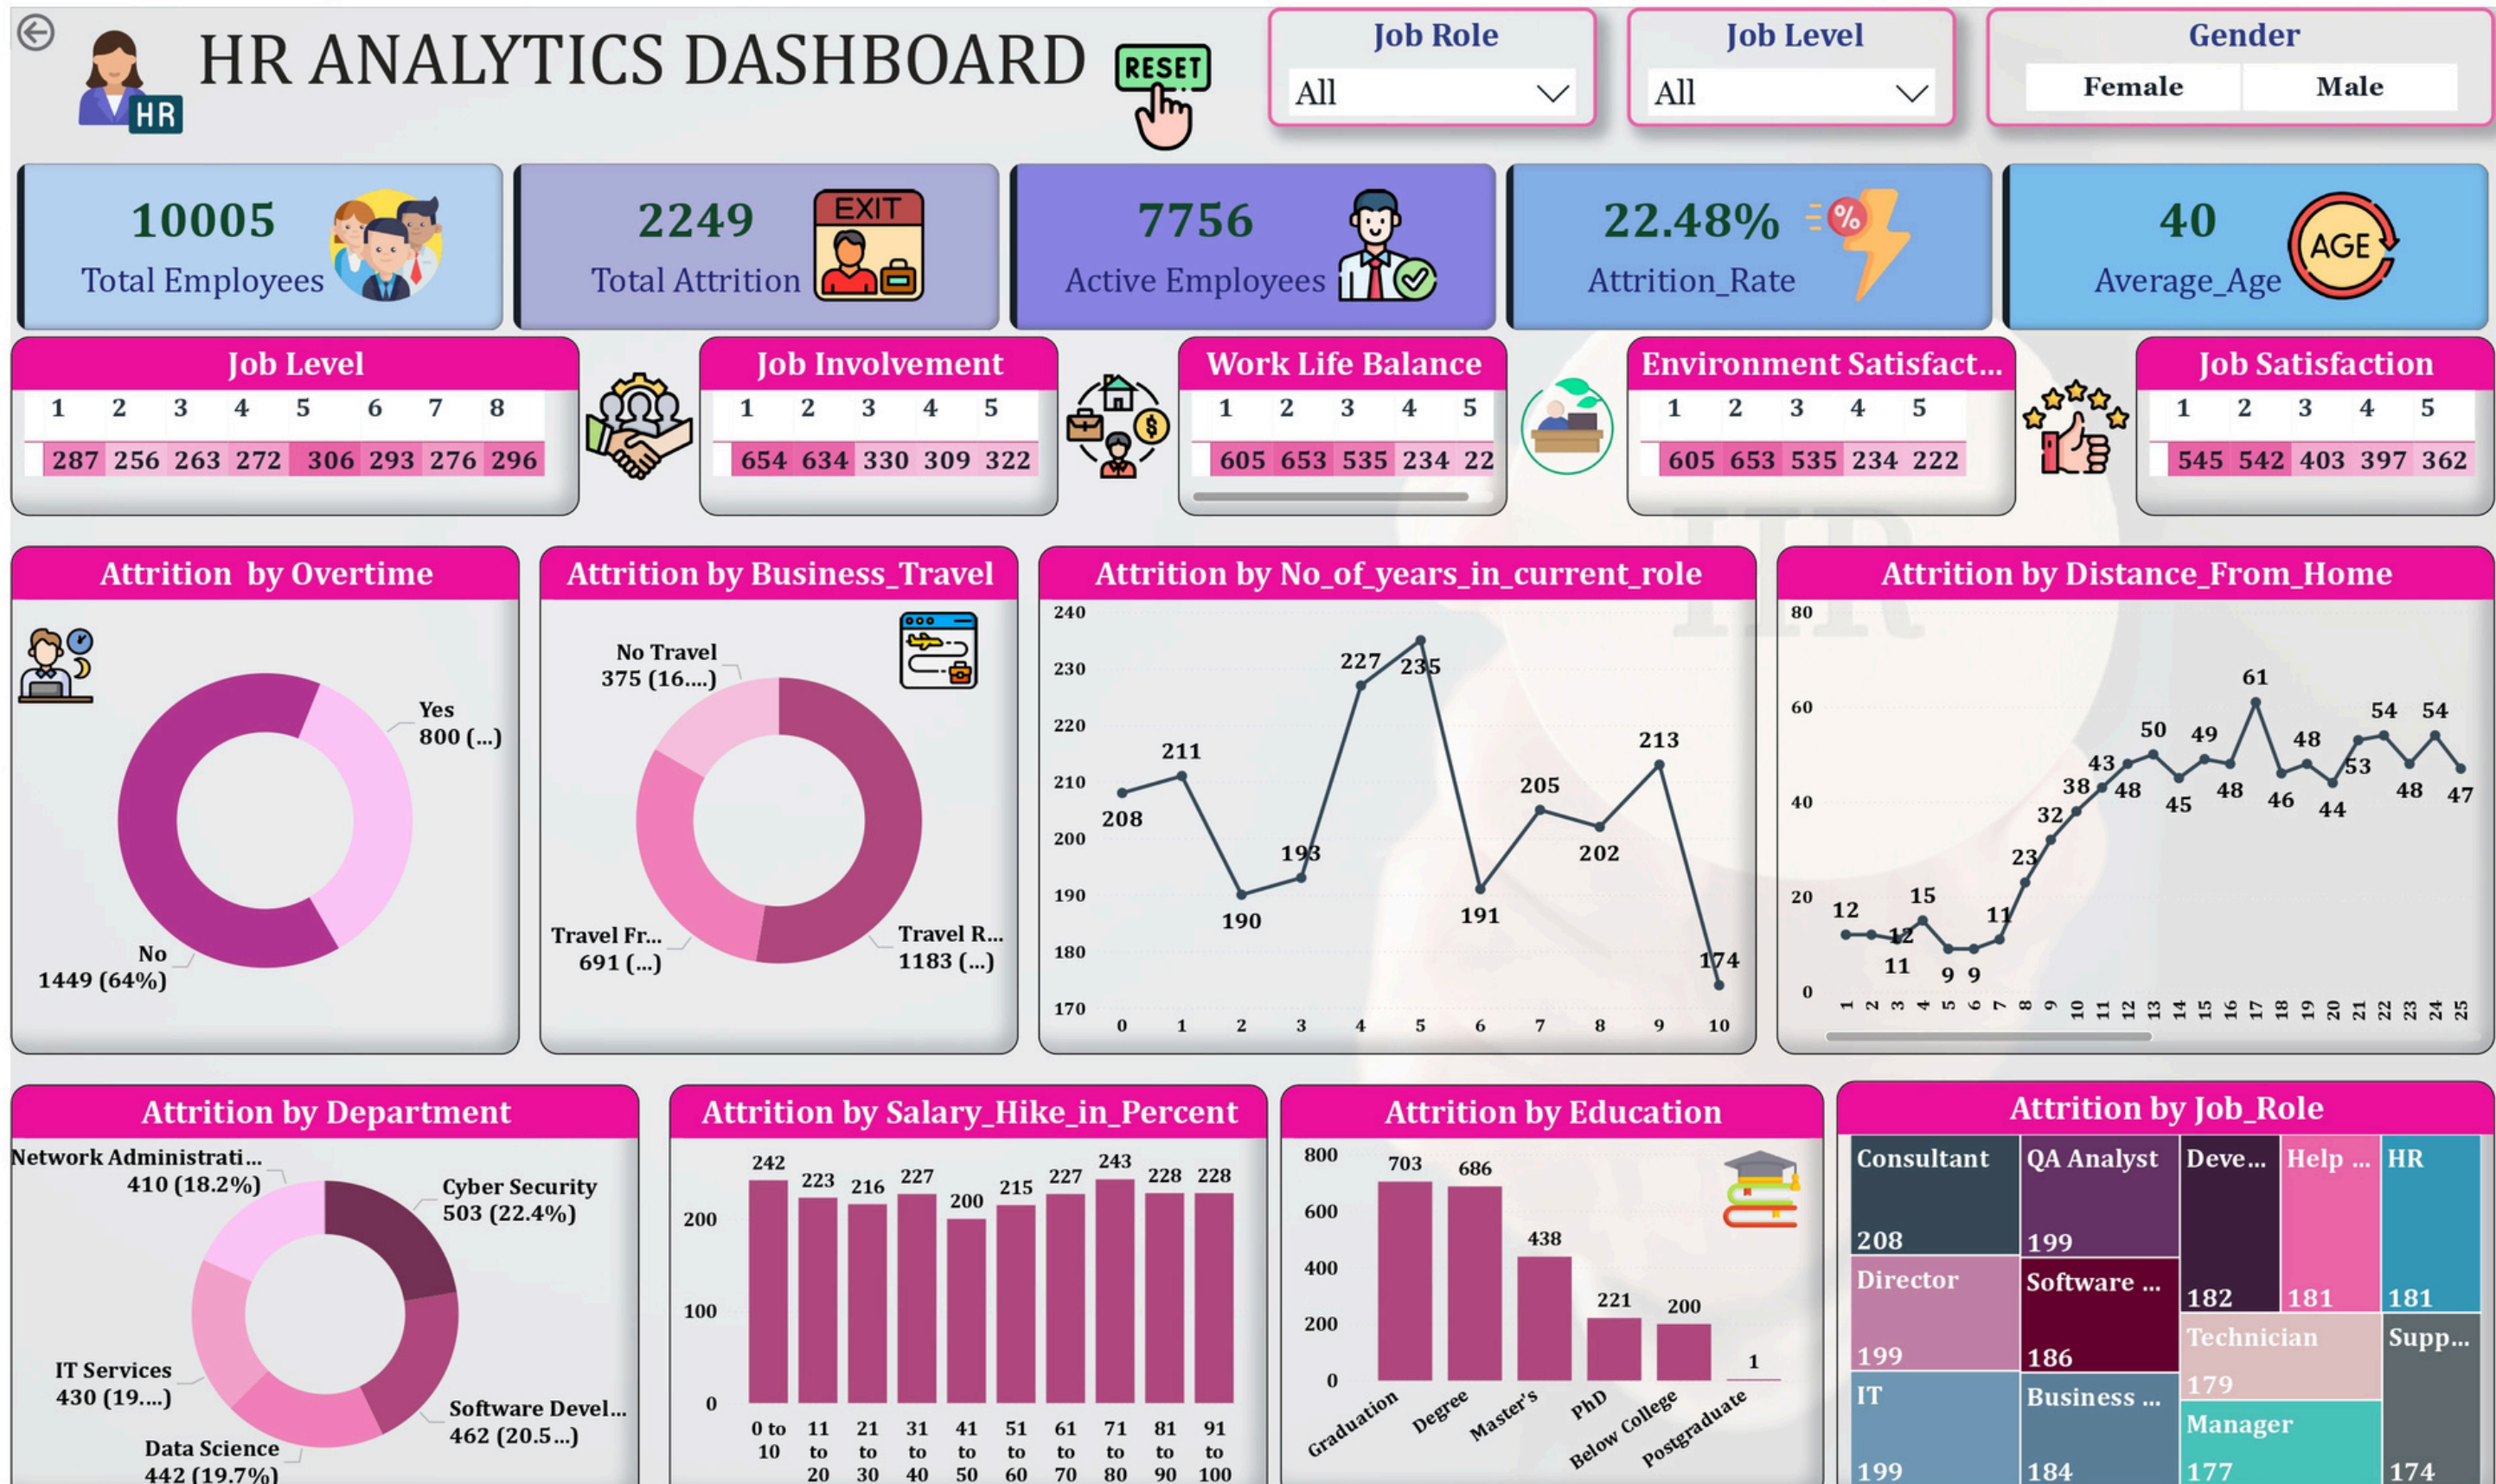 HR ANALYTICS DASHBOARD
HR
RESET
Job Role
All
Job Level
All
Gender
Female Male
10005
Total Employees
2249
Total Attrition
EXIT
7756
Active Employees
22.48%
Attrition_Rate
%
40
Average_Age
AGE
Job Level
1 2 3 4 5 6 7 8
287 256 263 272 306 293 276 296
Job Involvement
1 2 3 4 5
654 634 330 309 322
Work Life Balance
1 2 3 4 5
605 653 535 234 22
Environment Satisfact...
1 2 3 4 5
605 653 535 234 222
Job Satisfaction
1 2 3 4 5
545 542 403 397 362
HR
Attrition by Overtime
Yes
800 (...)
No
1449 (64%)
Attrition by Business_Travel
No Travel
375 (16....)
Travel Fr...
691 (...)
Travel R...
1183 (...)
Attrition by No_of_years_in_current_role
240
230
220
210
200
190
180
170
208 211 190 193 227 235 191 205 202 213 174
0 1 2 3 4 5 6 7 8 9 10
Attrition by Distance_From_Home
80
60
40
20
0
12 12 11 15 9 9 11 23 32 38 43 48 50 45 49 48 61 46 48 44 53 54 48 54 47
1 2 3 4 5 6 7 8 9 10 11 12 13 14 15 16 17 18 19 20 21 22 23 24 25
Attrition by Department
Network Administrati...
410 (18.2%)
Cyber Security
503 (22.4%)
IT Services
430 (19....)
Software Devel...
462 (20.5...)
Data Science
442 (19.7%)
Attrition by Salary_Hike_in_Percent
200
100
0
242 223 216 227 200 215 227 243 228 228
0 to 11 21 31 41 51 61 71 81 91
10 to to to to to to to to to
20 30 40 50 60 70 80 90 100
Attrition by Education
800
600
400
200
0
703 686 438 221 200 1
Graduation Degree Master's PhD Below College Postgraduate
Attrition by Job_Role
Consultant
208
Director
199
IT
199
QA Analyst
199
Software ...
186
Business ...
184
Deve...
182
Help ...
181
HR
181
Technician
179
Manager
177
Supp...
174